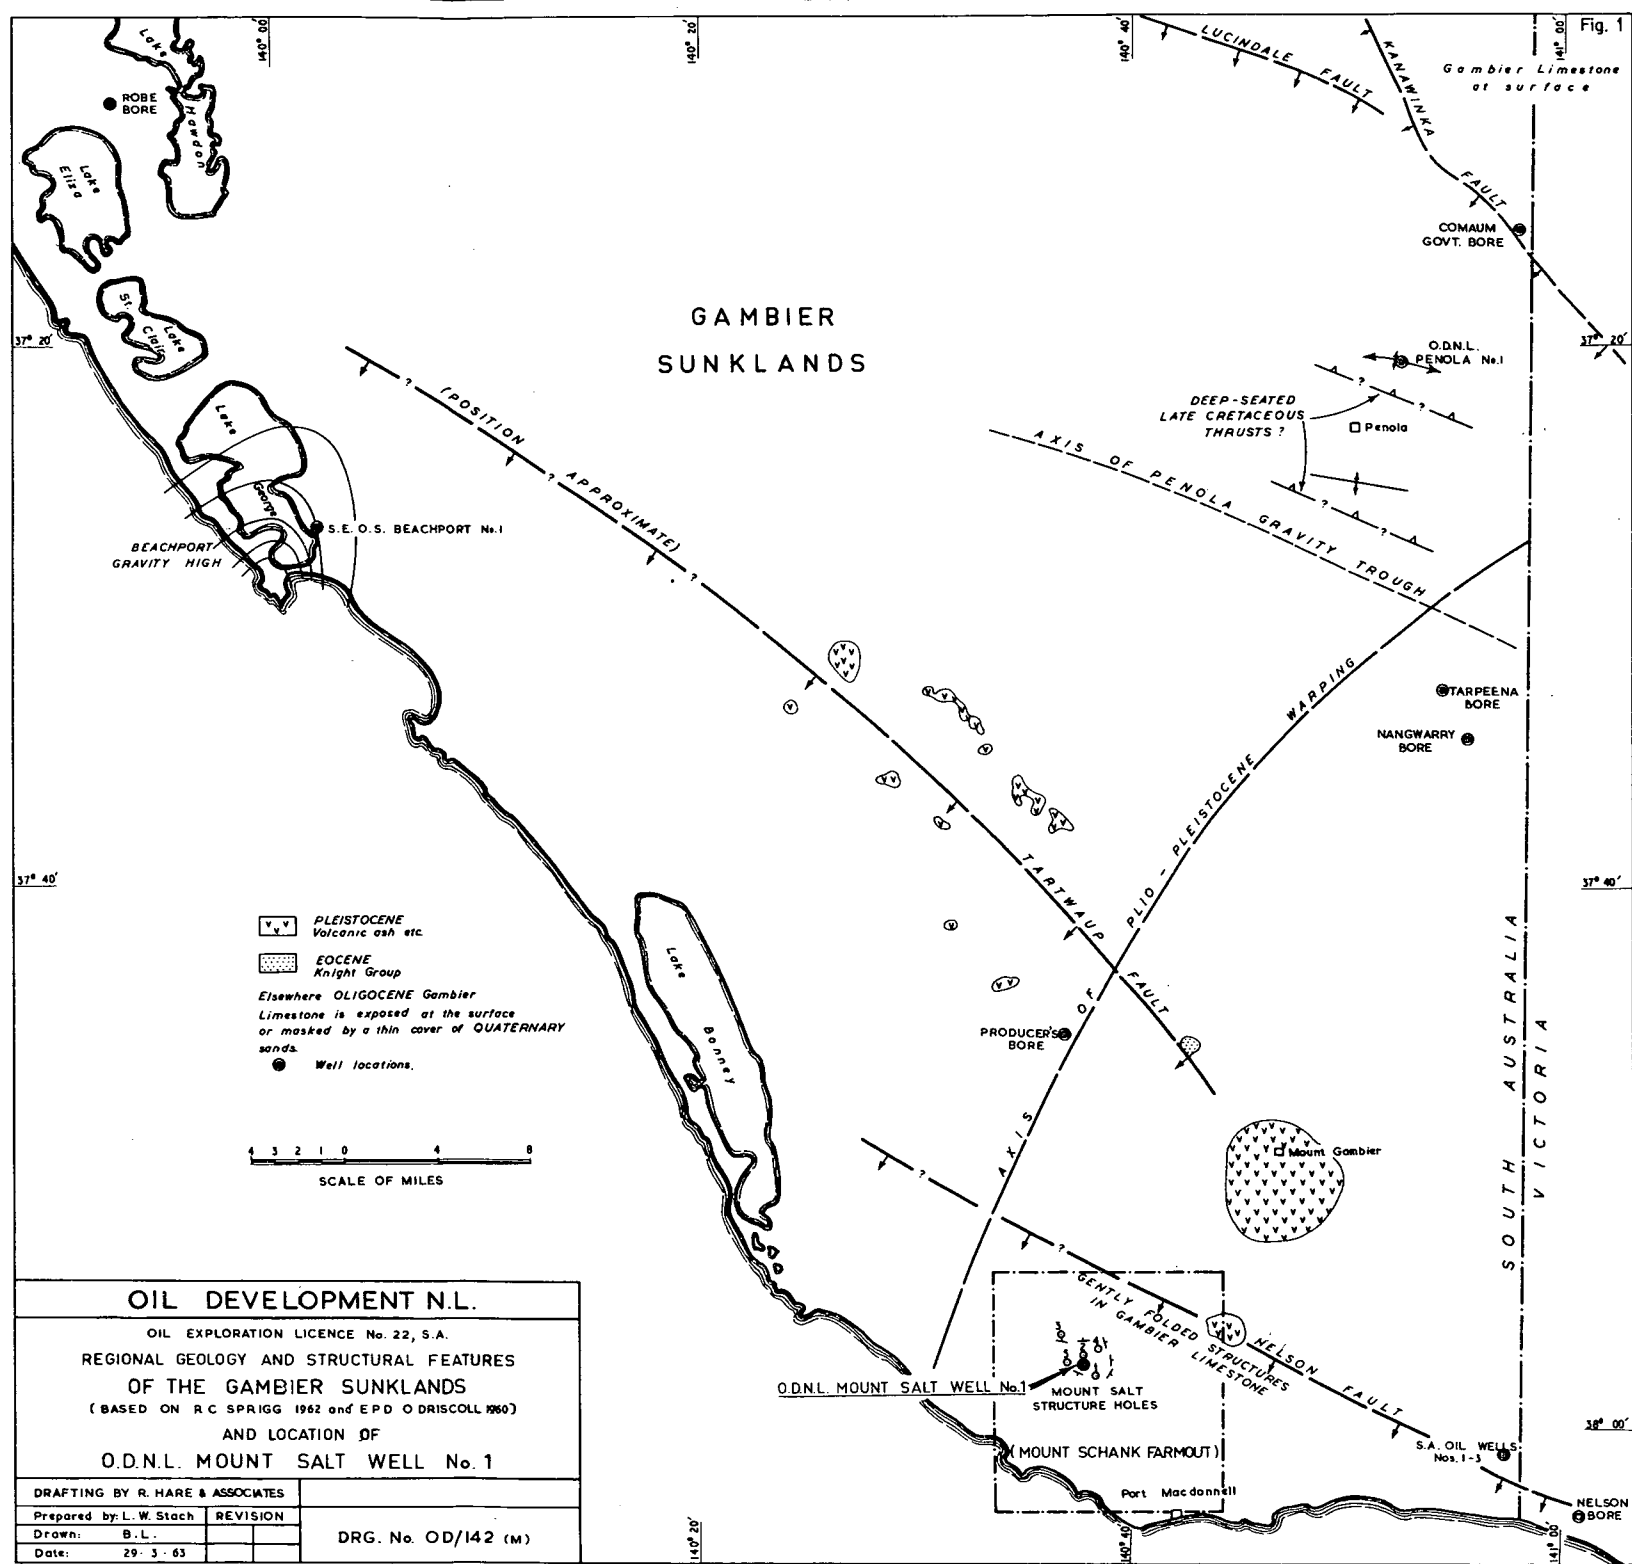 Fig. 1
140° 00'
140° 20'
140° 40'
141° 00'
Lake
Hawdon
ROBE
BORE
Lake
Eliza
LUCINDALE FAULT
KANAWINKA FAULT
Gambier Limestone
at surface
COMAUM
GOVT. BORE
St.
Clair
Lake
37° 20'
37° 20'
GAMBIER
SUNKLANDS
O.D.N.L.
PENOLA No.1
DEEP-SEATED
LATE CRETACEOUS
THRUSTS ?
Penola
? ?
? ?
Lake
George
S.E.O.S. BEACHPORT No.1
BEACHPORT
GRAVITY HIGH
? (POSITION ? APPROXIMATE) ?
AXIS OF PENOLA GRAVITY TROUGH
TARPEENA
BORE
NANGWARRY
BORE
AXIS OF PLIO-PLEISTOCENE WARPING
TARTWAUP FAULT
37° 40'
37° 40'
PLEISTOCENE
Volcanic ash etc.
EOCENE
Knight Group
Elsewhere OLIGOCENE Gambier
Limestone is exposed at the surface
or masked by a thin cover of QUATERNARY
sands.
Well locations.
4 3 2 1 0 4 8
SCALE OF MILES
Lake
Bonney
PRODUCER'S
BORE
Mount Gambier
SOUTH AUSTRALIA
VICTORIA
? ?
GENTLY FOLDED STRUCTURES
IN GAMBIER LIMESTONE
NELSON FAULT
O.D.N.L. MOUNT SALT WELL No.1
MOUNT SALT
STRUCTURE HOLES
(MOUNT SCHANK FARMOUT)
Port Macdonnell
38° 00'
S.A. OIL WELLS
Nos. 1-3
NELSON
BORE
140° 20'
140° 40'
141° 00'
OIL DEVELOPMENT N.L.
OIL EXPLORATION LICENCE No. 22, S.A.
REGIONAL GEOLOGY AND STRUCTURAL FEATURES
OF THE GAMBIER SUNKLANDS
(BASED ON R C SPRIGG 1962 and E P D O DRISCOLL 1960)
AND LOCATION OF
O.D.N.L. MOUNT SALT WELL No. 1
DRAFTING BY R. HARE & ASSOCIATES
Prepared by: L. W. Stach REVISION
Drawn: B.L.
Date: 29·3·63
DRG. No. OD/142 (M)